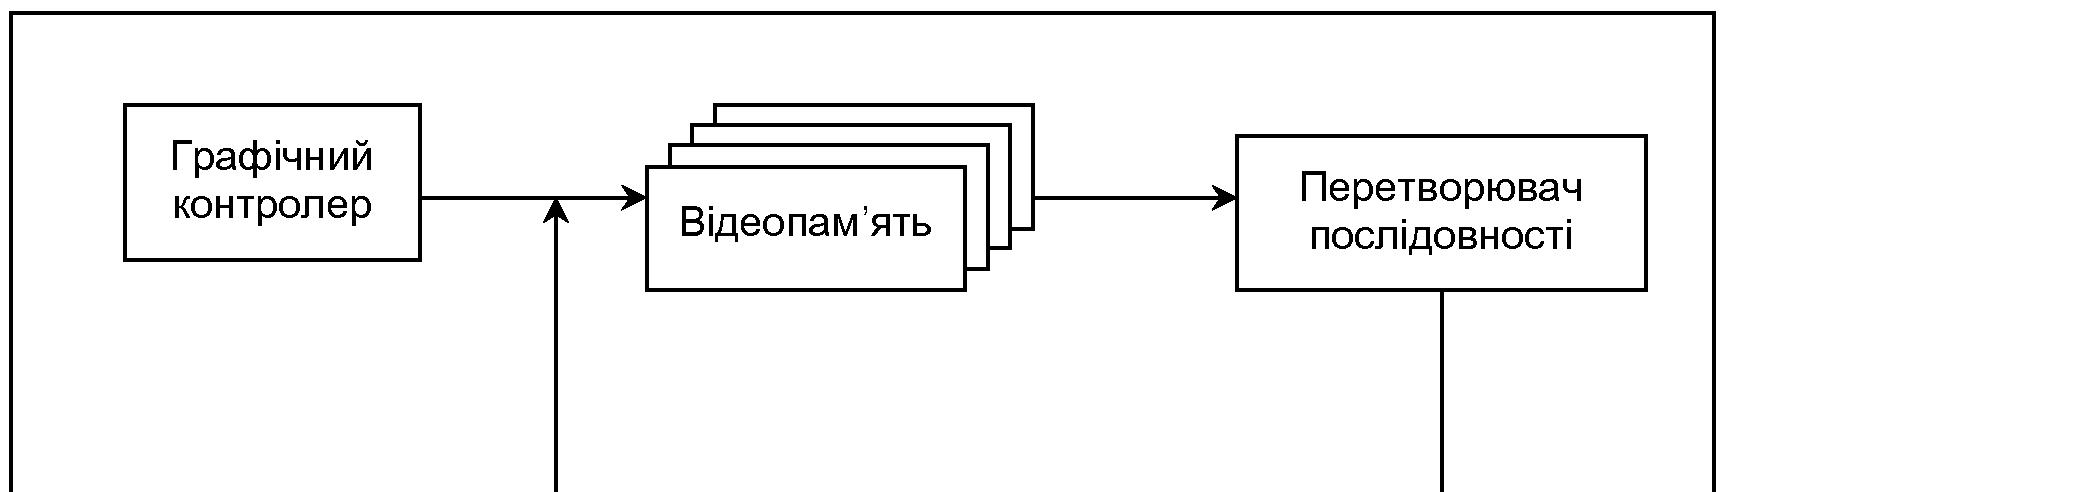 Графічний
контролер
Відеопам’ять
Перетворювач
послідовності